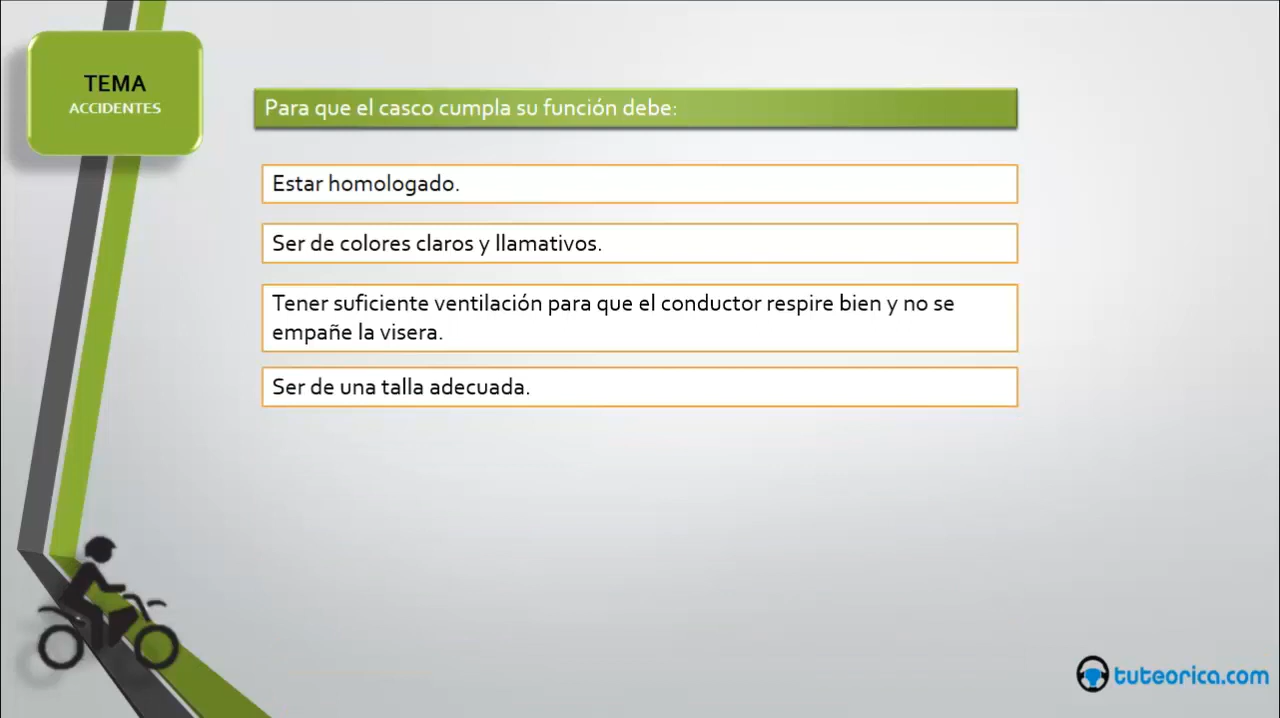 TEMA
ACCIDENTES
Para que el casco cumpla su función debe:
Estar homologado.
Ser de colores claros y llamativos.
Tener suficiente ventilación para que el conductor respire bien y no se
empañe la visera.
Ser de una talla adecuada.
tuteorica.com